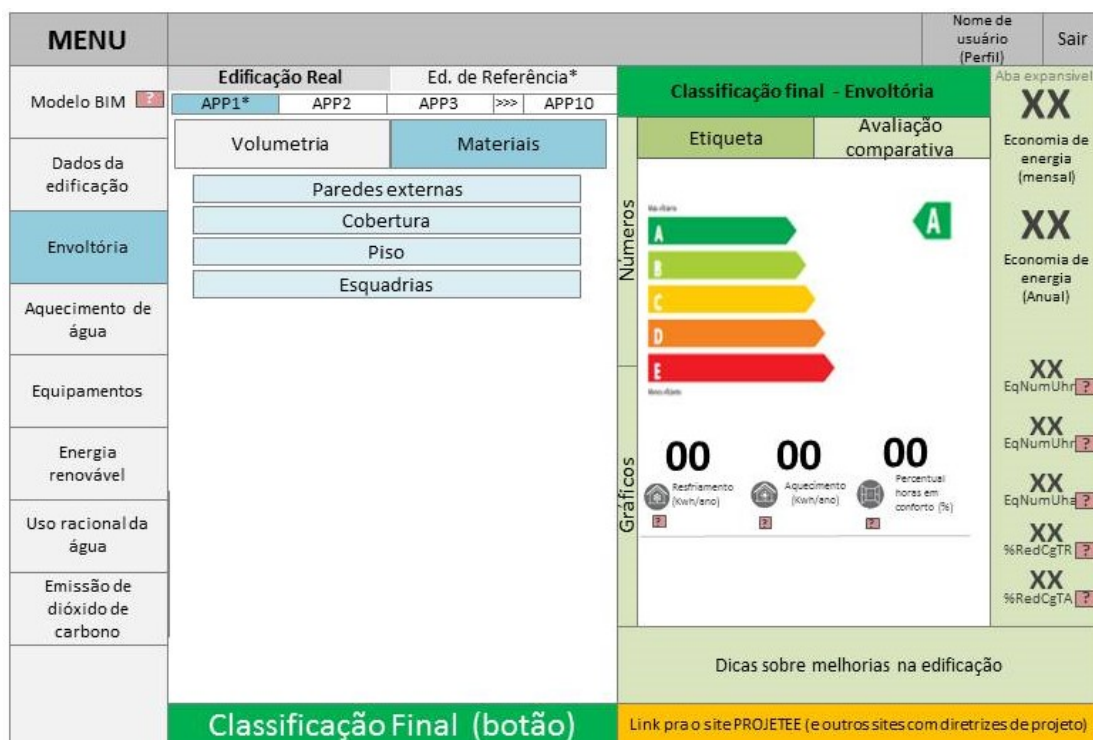 MENU
Nome de
usuário
(Perfil)
Sair
Modelo BIM ?
Dados da
edificação
Envoltória
Aquecimento de
água
Equipamentos
Energia
renovável
Uso racional da
água
Emissão de
dióxido de
carbono
Edificação Real
Ed. de Referência*
APP1*
APP2
APP3
>>>
APP10
Volumetria
Materiais
Paredes externas
Cobertura
Piso
Esquadrias
Classificação Final (botão)
Classificação final - Envoltória
Números
Gráficos
Etiqueta
Avaliação
comparativa
A
A
B
C
D
E
00
Resfriamento
(Kwh/ano)
?
00
Aquecimento
(Kwh/ano)
?
00
Percentual
horas em
conforto (%)
?
Dicas sobre melhorias na edificação
Link pra o site PROJETEE (e outros sites com diretrizes de projeto)
Aba expansível
XX
Economia de
energia
(mensal)
XX
Economia de
energia
(Anual)
XX
EqNumUhr ?
XX
EqNumUhr ?
XX
EqNumUha ?
XX
%RedCgTR ?
XX
%RedCgTA ?